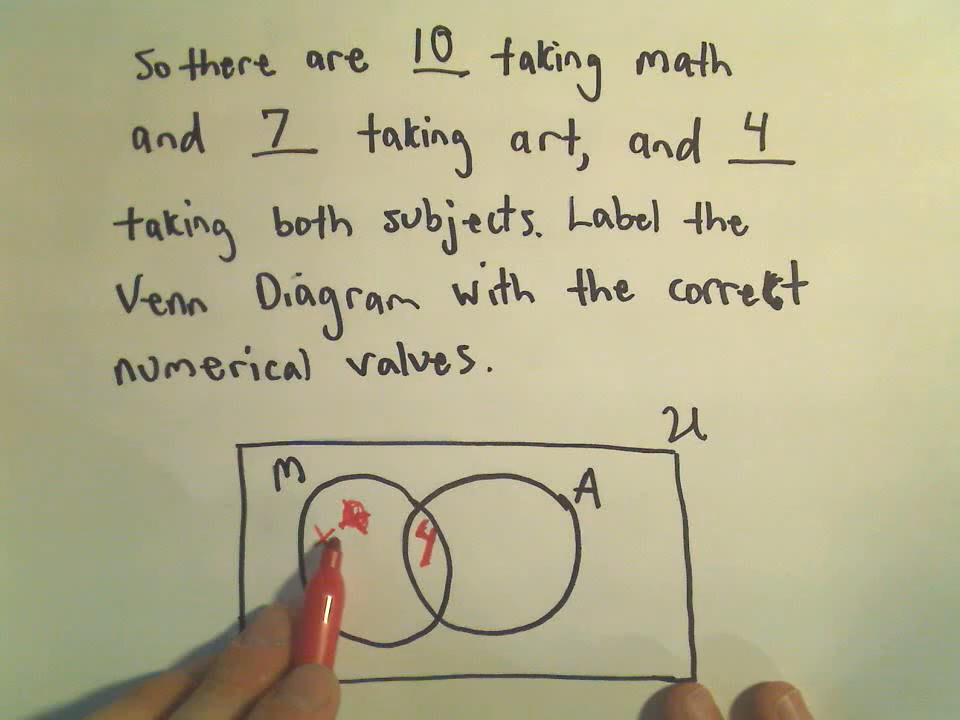 So there are 10 taking math
and 7 taking art, and 4
taking both subjects. Label the
Venn Diagram with the correct
numerical values.
U
M
A
x
4